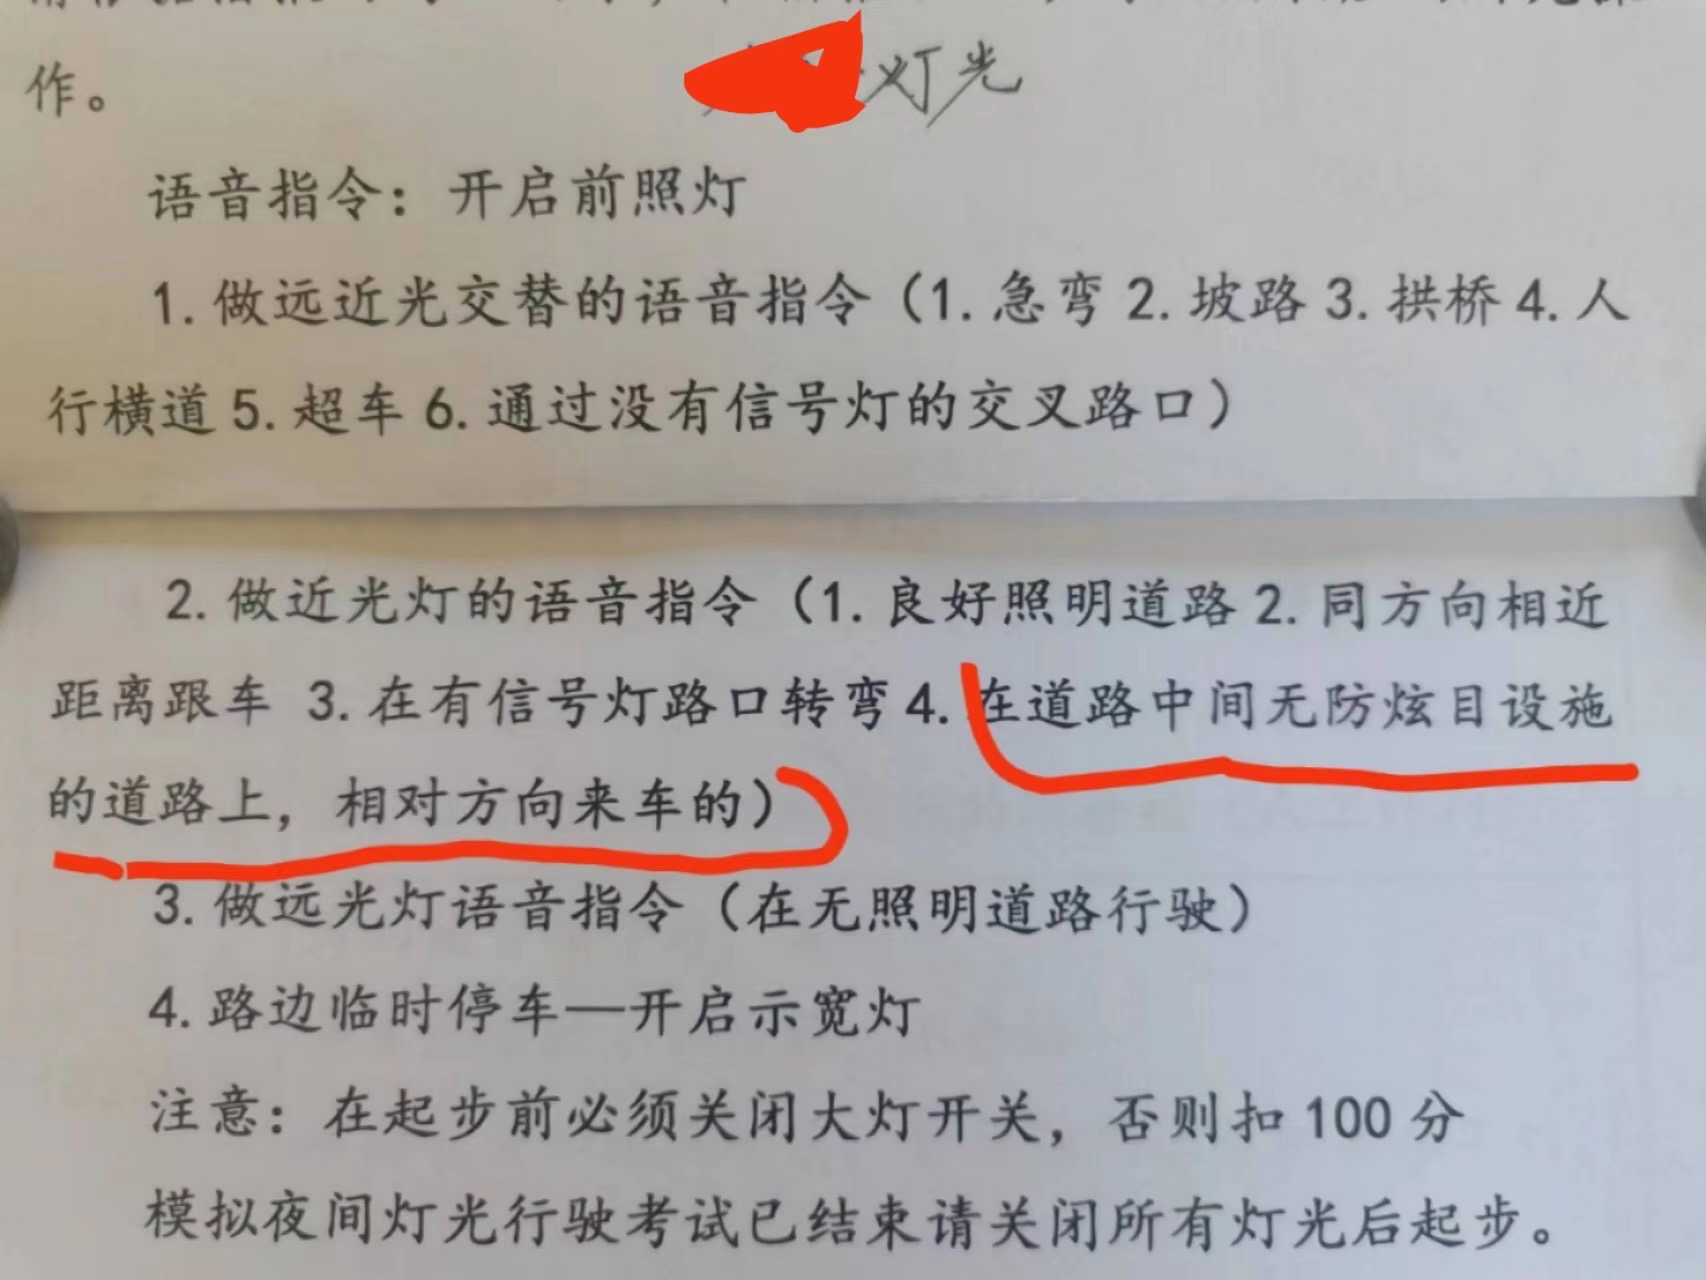 作。
灯光
语音指令：开启前照灯
1.做远近光交替的语音指令（1.急弯2.坡路3.拱桥4.人
行横道5.超车6.通过没有信号灯的交叉路口）
2.做近光灯的语音指令（1.良好照明道路2.同方向相近
距离跟车 3.在有信号灯路口转弯4.在道路中间无防炫目设施
的道路上，相对方向来车的）
3.做远光灯语音指令（在无照明道路行驶）
4.路边临时停车—开启示宽灯
注意：在起步前必须关闭大灯开关，否则扣100分
模拟夜间灯光行驶考试已结束请关闭所有灯光后起步。